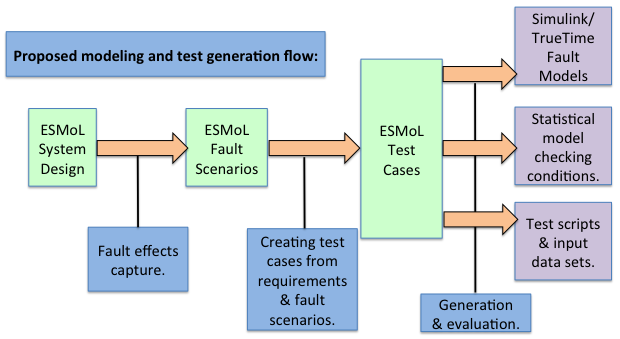 Proposed modeling and test generation flow:
ESMoL
System
Design
ESMoL
Fault
Scenarios
ESMoL
Test
Cases
Simulink/
TrueTime
Fault
Models
Statistical
model
checking
conditions.
Test scripts
& input
data sets.
Fault effects
capture.
Creating test
cases from
requirements
& fault
scenarios.
Generation
& evaluation.